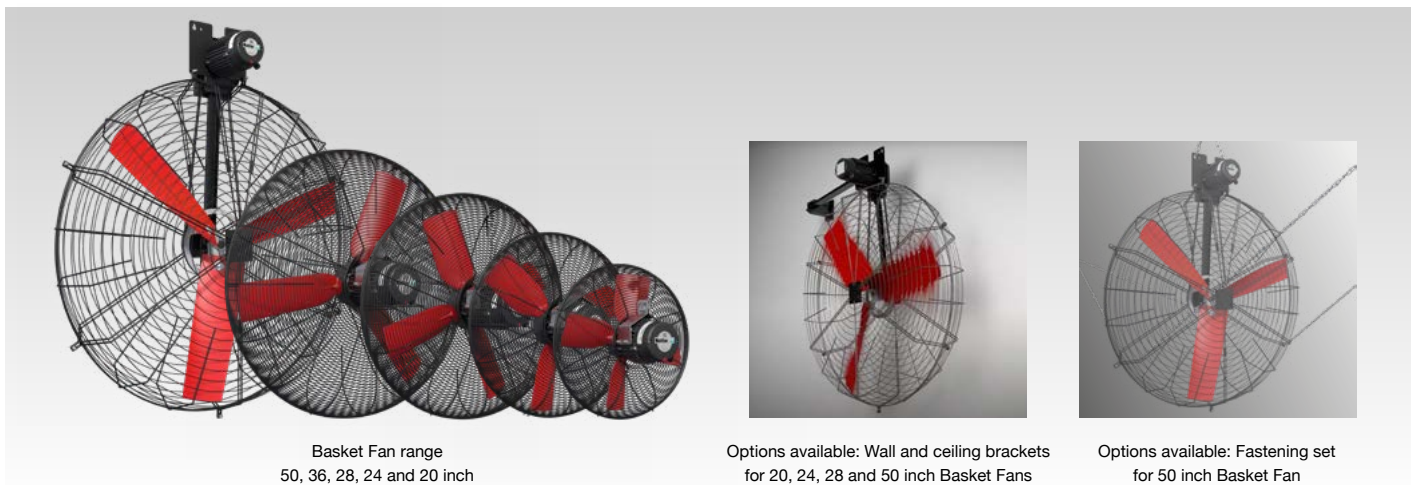 Basket Fan range
50, 36, 28, 24 and 20 inch
Options available: Wall and ceiling brackets
for 20, 24, 28 and 50 inch Basket Fans
Options available: Fastening set
for 50 inch Basket Fan